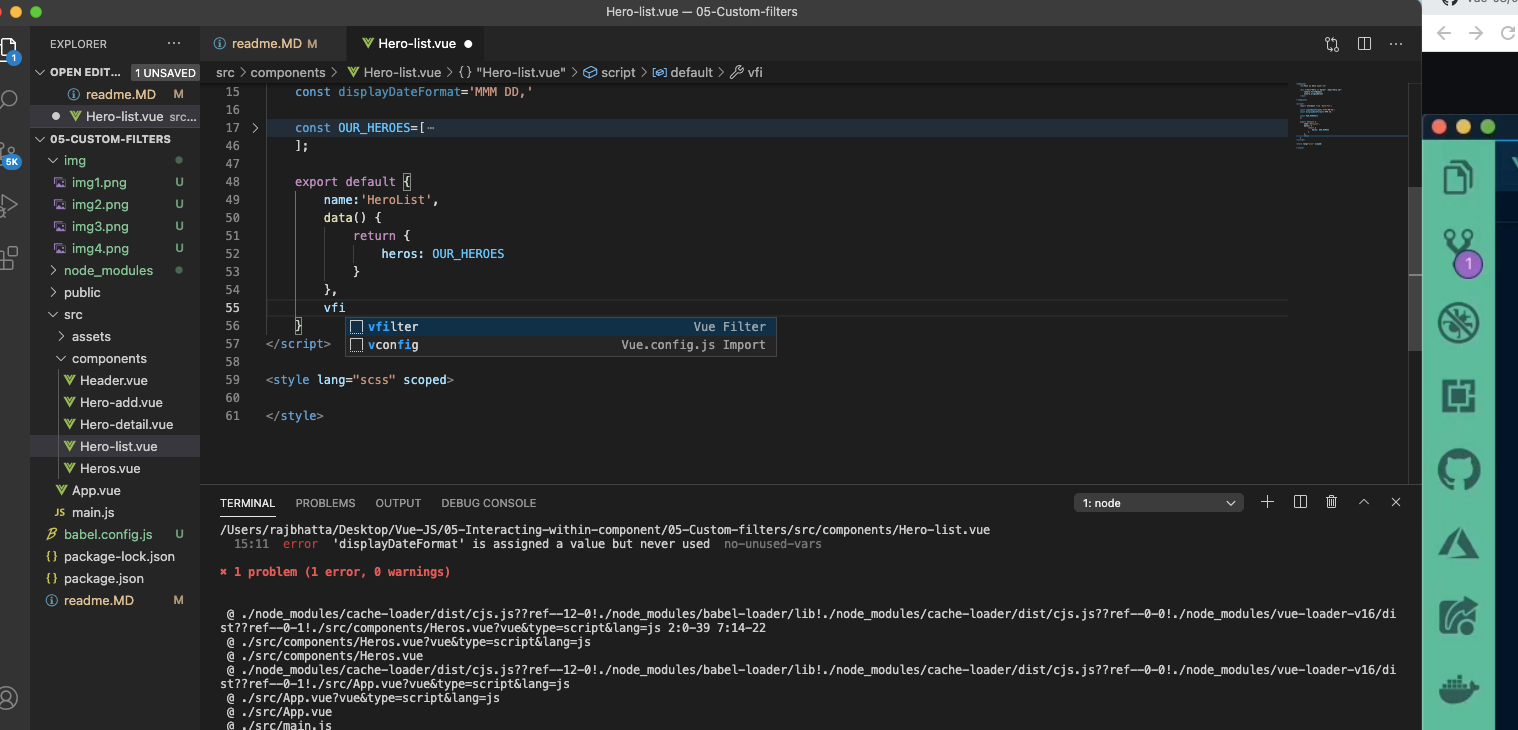 Hero-list.vue — 05-Custom-filters
EXPLORER ···
readme.MD M
Hero-list.vue
OPEN EDIT... 1 UNSAVED
src > components > Hero-list.vue > {} "Hero-list.vue" > script > default > vfi
readme.MD M
Hero-list.vue src...
05-CUSTOM-FILTERS
img
img1.png U
img2.png U
img3.png U
img4.png U
node_modules
public
src
assets
components
Header.vue
Hero-add.vue
Hero-detail.vue
Hero-list.vue
Heros.vue
App.vue
JS main.js
babel.config.js U
{} package-lock.json
{} package.json
readme.MD M
1
5K
15 const displayDateFormat='MMM DD,'
16
17 const OUR_HEROES=[…
46 ];
47
48 export default {
49 name:'HeroList',
50 data() {
51 return {
52 heros: OUR_HEROES
53 }
54 },
55 vfi
56 }
vfilter Vue Filter
57 </script>
vconfig Vue.config.js Import
58
59 <style lang="scss" scoped>
60
61 </style>
TERMINAL PROBLEMS OUTPUT DEBUG CONSOLE 1: node
/Users/rajbhatta/Desktop/Vue-JS/05-Interacting-within-component/05-Custom-filters/src/components/Hero-list.vue
15:11 error 'displayDateFormat' is assigned a value but never used no-unused-vars
✖ 1 problem (1 error, 0 warnings)
@ ./node_modules/cache-loader/dist/cjs.js??ref--12-0!./node_modules/babel-loader/lib!./node_modules/cache-loader/dist/cjs.js??ref--0-0!./node_modules/vue-loader-v16/di
st??ref--0-1!./src/components/Heros.vue?vue&type=script&lang=js 2:0-39 7:14-22
@ ./src/components/Heros.vue?vue&type=script&lang=js
@ ./src/components/Heros.vue
@ ./node_modules/cache-loader/dist/cjs.js??ref--12-0!./node_modules/babel-loader/lib!./node_modules/cache-loader/dist/cjs.js??ref--0-0!./node_modules/vue-loader-v16/di
st??ref--0-1!./src/App.vue?vue&type=script&lang=js
@ ./src/App.vue?vue&type=script&lang=js
@ ./src/App.vue
@ ./src/main.js
1